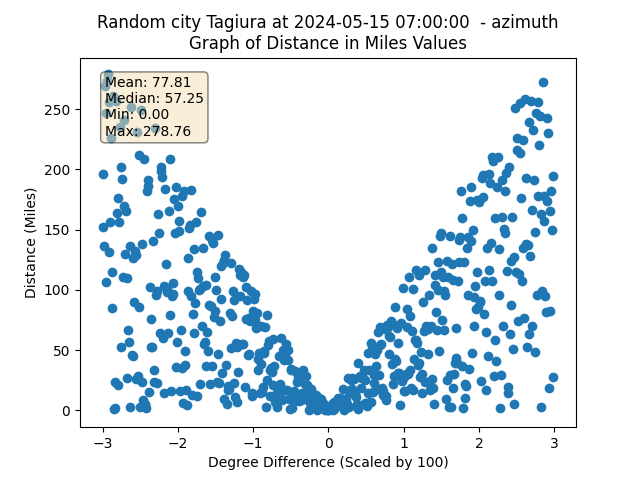 Random city Tagiura at 2024-05-15 07:00:00  - azimuth
Graph of Distance in Miles Values
Mean: 77.81
Median: 57.25
Min: 0.00
Max: 278.76
Distance (Miles)
250
200
150
100
50
0
−3 −2 −1 0 1 2 3
Degree Difference (Scaled by 100)